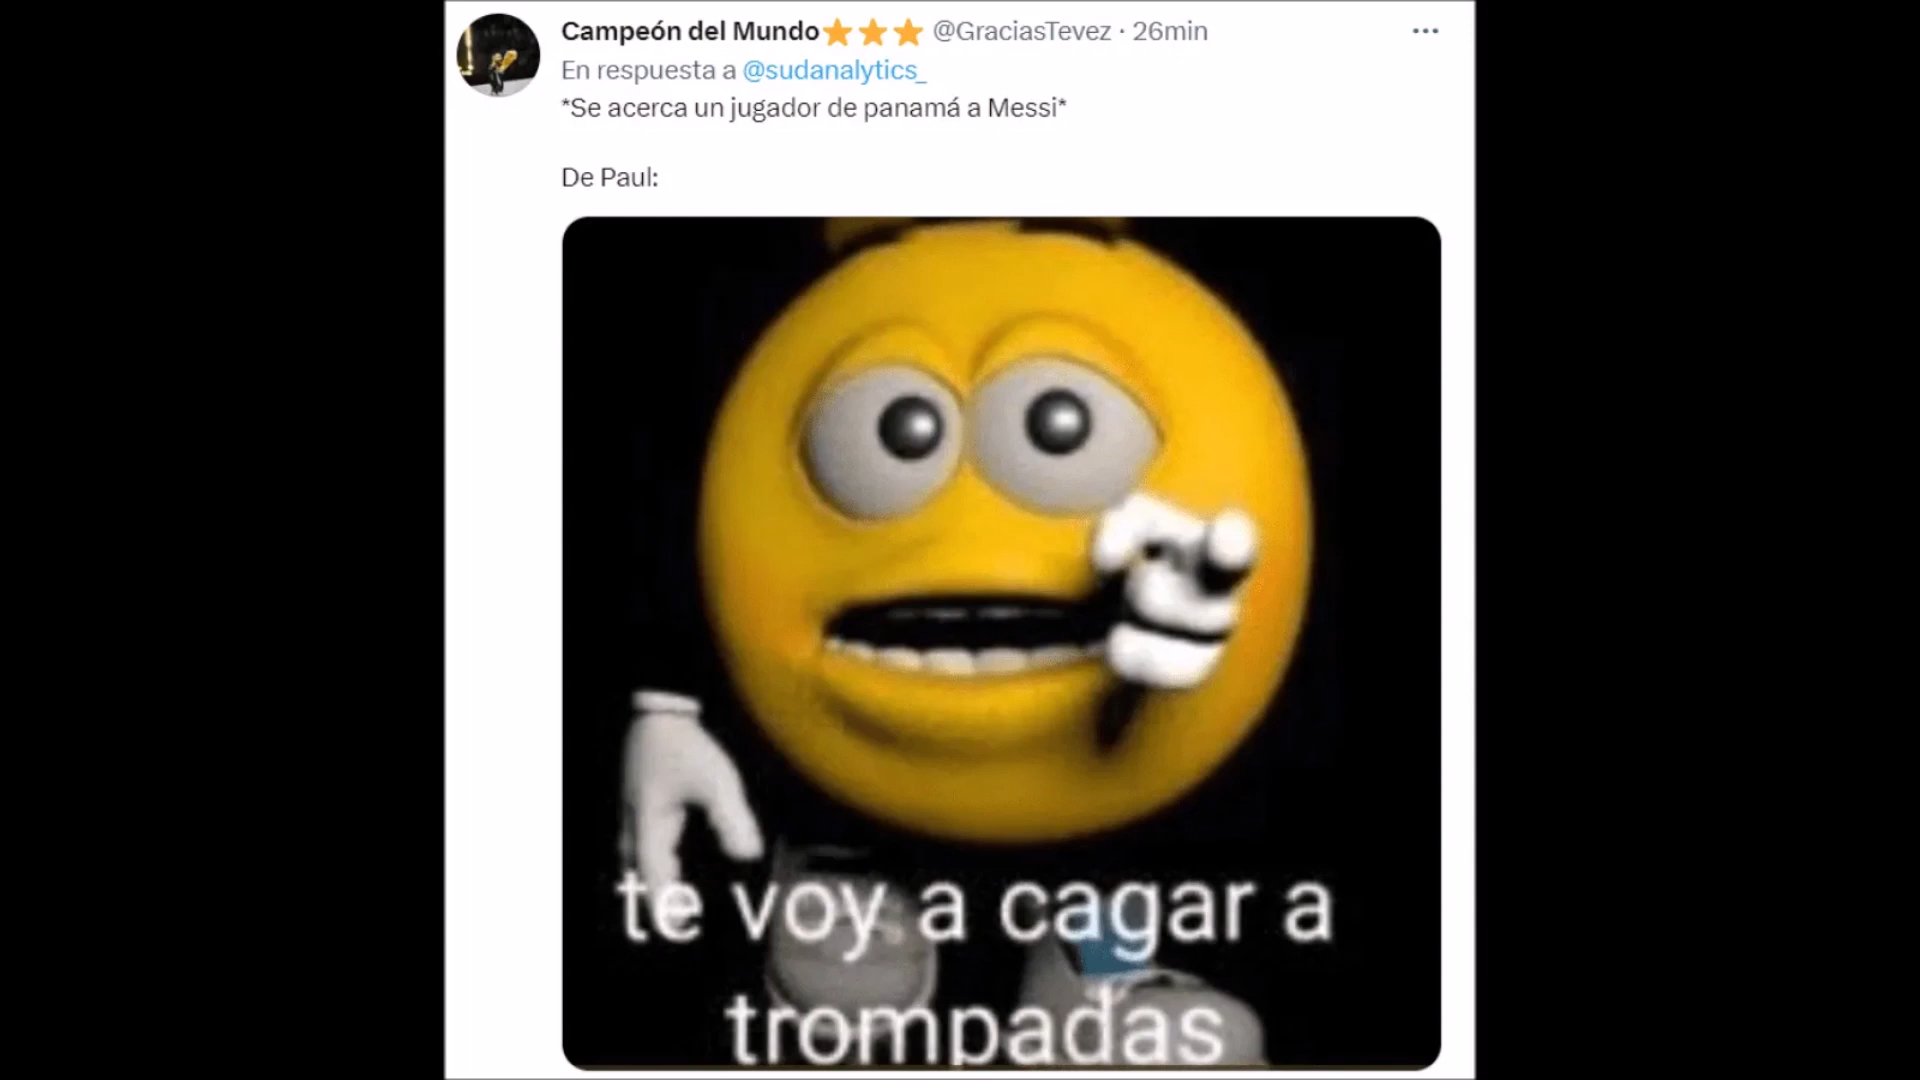 Campeón del Mundo⭐⭐⭐ @GraciasTevez · 26min
En respuesta a @sudanalytics_
*Se acerca un jugador de panamá a Messi*
De Paul:
te voy a cagar a
trompadas